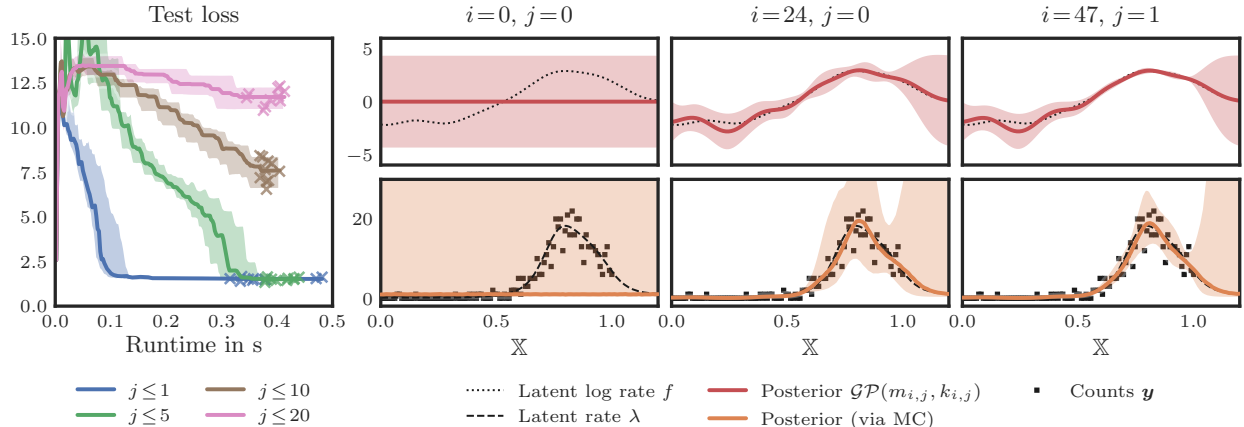 Test loss
i=0, j=0
i=24, j=0
i=47, j=1
15.0
12.5
10.0
7.5
5.0
2.5
0.0
0.0 0.1 0.2 0.3 0.4 0.5
Runtime in s
5
0
−5
20
0
0.0 0.5 1.0
𝕏
0.0 0.5 1.0
𝕏
0.0 0.5 1.0
𝕏
j≤1
j≤5
j≤10
j≤20
Latent log rate f
Latent rate λ
Posterior 𝒢𝒫(m_{i,j}, k_{i,j})
Posterior (via MC)
Counts y